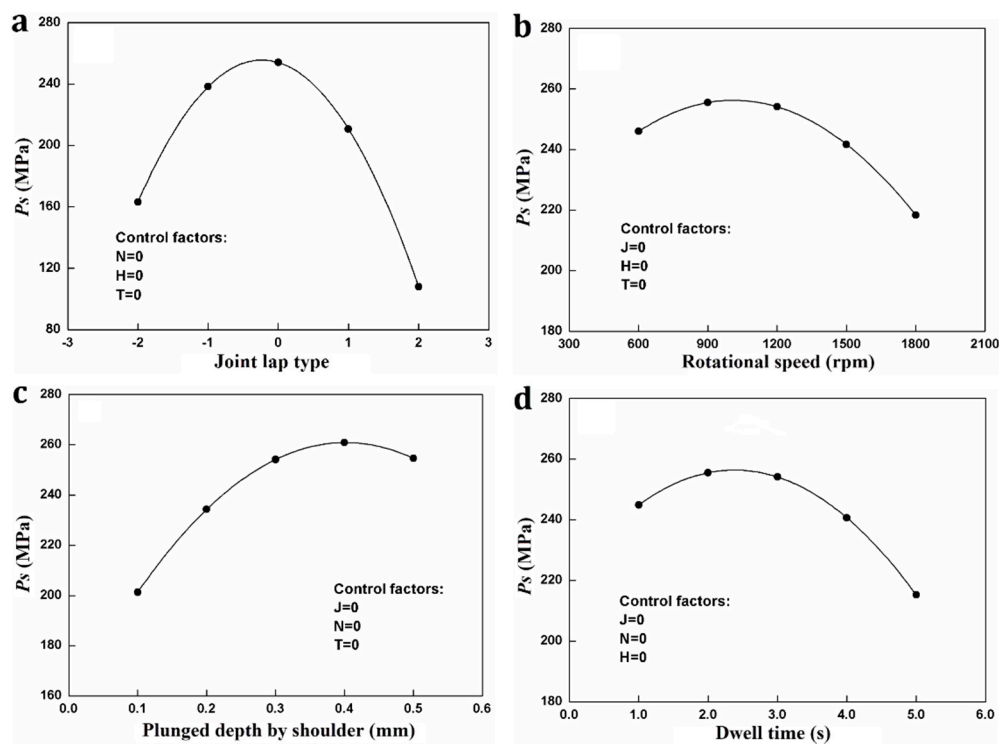 a
280
240
200
160
120
80
Ps (MPa)
Control factors:
N=0
H=0
T=0
-3 -2 -1 0 1 2 3
Joint lap type
b
280
260
240
220
200
180
Ps (MPa)
Control factors:
J=0
H=0
T=0
300 600 900 1200 1500 1800 2100
Rotational speed (rpm)
c
280
260
240
220
200
180
160
Ps (MPa)
Control factors:
J=0
N=0
T=0
0.0 0.1 0.2 0.3 0.4 0.5 0.6
Plunged depth by shoulder (mm)
d
280
260
240
220
200
180
Ps (MPa)
Control factors:
J=0
N=0
H=0
0.0 1.0 2.0 3.0 4.0 5.0 6.0
Dwell time (s)